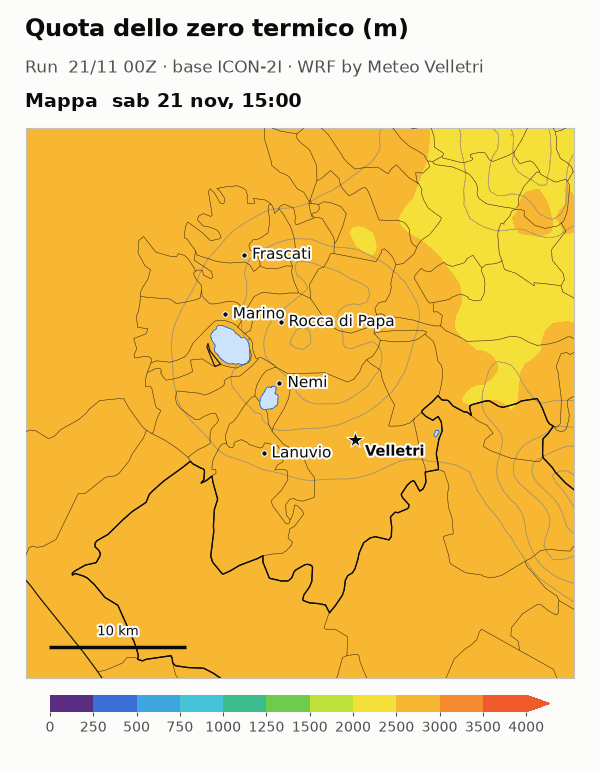 Quota dello zero termico (m)
Run  21/11 00Z · base ICON-2I · WRF by Meteo Velletri
Mappa  sab 21 nov, 15:00
Frascati
Marino
Rocca di Papa
Nemi
Velletri
Lanuvio
10 km
0 250 500 750 1000 1250 1500 2000 2500 3000 3500 4000